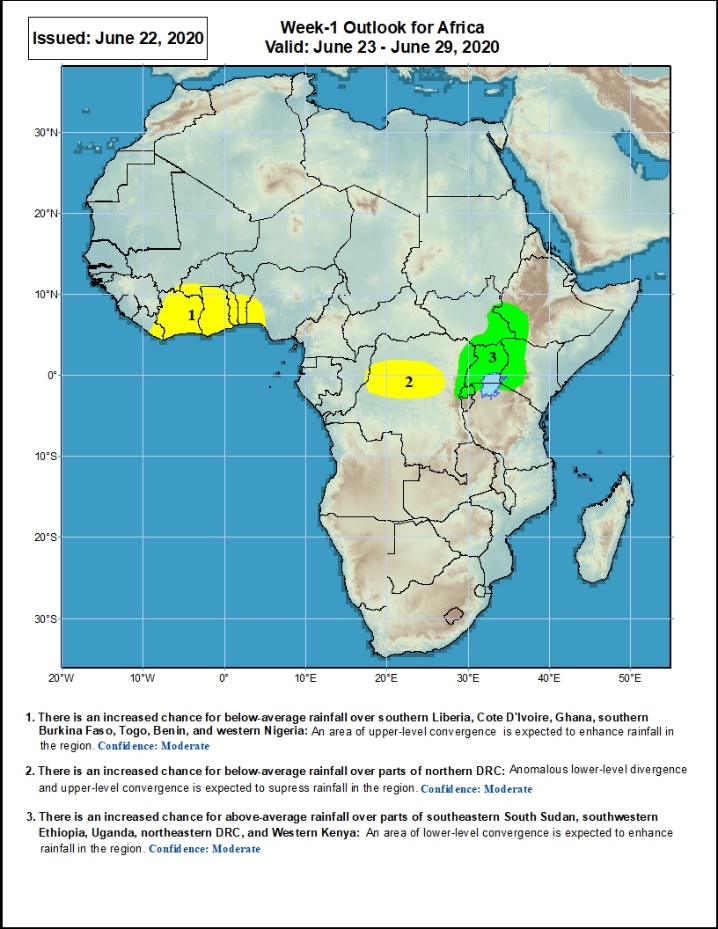 Issued: June 22, 2020
Week-1 Outlook for Africa
Valid: June 23 - June 29, 2020
30°N
20°N
10°N
0°
10°S
20°S
30°S
1
2
3
20°W
10°W
0°
10°E
20°E
30°E
40°E
50°E
1. There is an increased chance for below-average rainfall over southern Liberia, Cote D'Ivoire, Ghana, southern
Burkina Faso, Togo, Benin, and western Nigeria: An area of upper-level convergence is expected to enhance rainfall in
the region. Confidence: Moderate
2. There is an increased chance for below-average rainfall over parts of northern DRC: Anomalous lower-level divergence
and upper-level convergence is expected to supress rainfall in the region. Confidence: Moderate
3. There is an increased chance for above-average rainfall over parts of southeastern South Sudan, southwestern
Ethiopia, Uganda, northeastern DRC, and Western Kenya: An area of lower-level convergence is expected to enhance
rainfall in the region. Confidence: Moderate